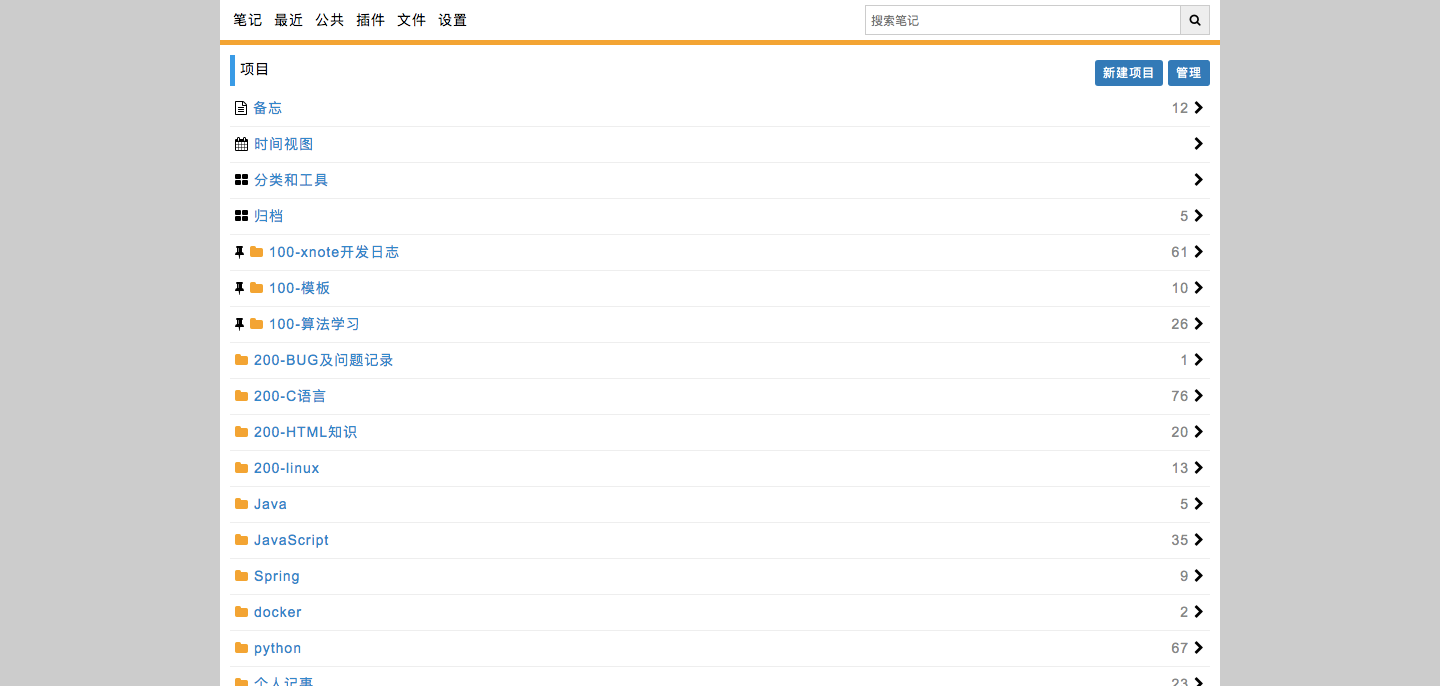 笔记 最近 公共 插件 文件 设置 搜索笔记
项目 新建项目 管理
备忘 12
时间视图
分类和工具
归档 5
100-xnote开发日志 61
100-模板 10
100-算法学习 26
200-BUG及问题记录 1
200-C语言 76
200-HTML知识 20
200-linux 13
Java 5
JavaScript 35
Spring 9
docker 2
python 67
个人记事 23